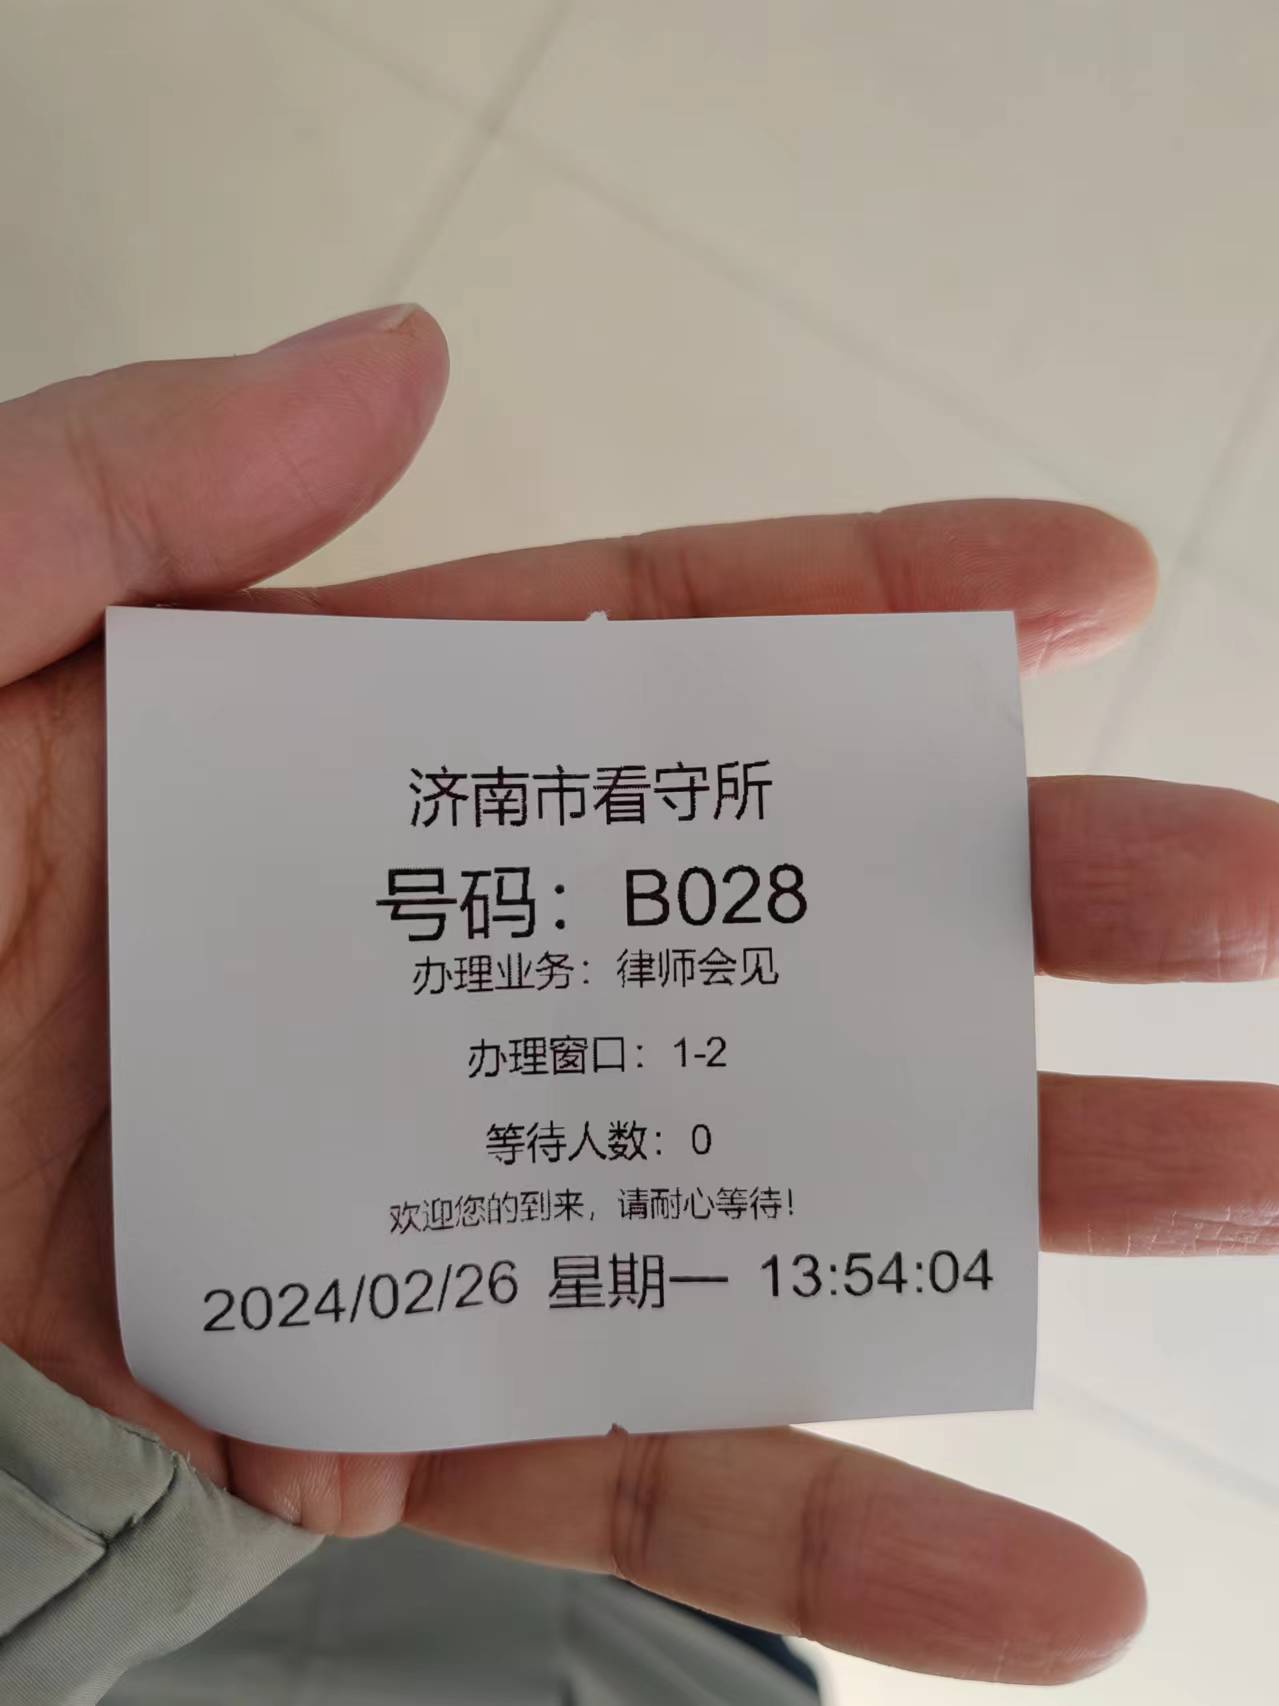 济南市看守所
号码：B028
办理业务：律师会见
办理窗口：1-2
等待人数：0
欢迎您的到来，请耐心等待！
2024/02/26 星期一 13:54:04